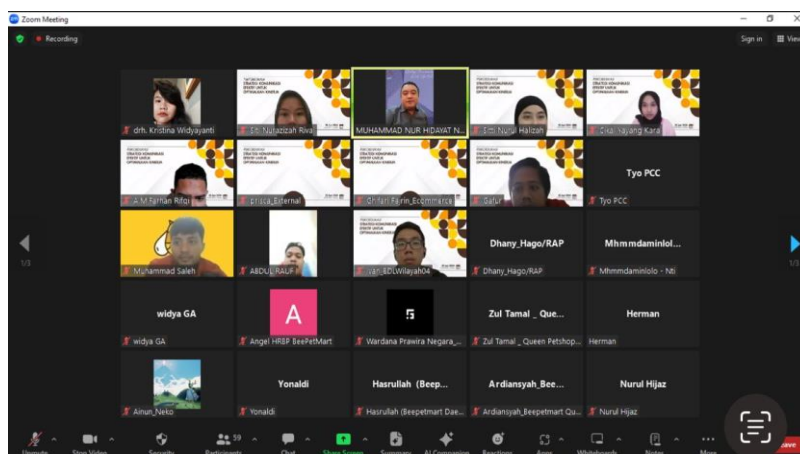 Zoom Meeting
Recording
Sign in
View
drh. Kristina Widyayanti
Siti Nurazizah Riva
MUHAMMAD NUR HIDAYAT N...
Sitti Nurul Halizah
Cika Kayang Kara
A M Farhan Rifqi
prisca_External
Ghifari Fajrin_Ecommerce
Gafur
Tyo PCC
Tyo PCC
Muhammad Saleh
ABDUL RAUF
Ivan_BDLWilayah04
Dhany_Hago/RAP
Dhany_Hago/RAP
Mhmmdaminlol...
Mhmmdaminlolo - Nti
1/3
1/3
widya GA
widya GA
A
Angel HRBP BeePetMart
Wardana Prawira Negara_...
Zul Tamal _ Que...
Zul Tamal _ Queen Petshop...
Herman
Herman
Ainun_Neko
Yonaldi
Yonaldi
Hasrullah (Beep...
Hasrullah (Beepetmart Dae...
Ardiansyah_Bee...
Ardiansyah_Beepetmart Qu...
Nurul Hijaz
Nurul Hijaz
59
Unmute
Stop Video
Security
Participants
Chat
Share Screen
Summary
AI Companion
Reactions
Apps
Whiteboards
Notes
More